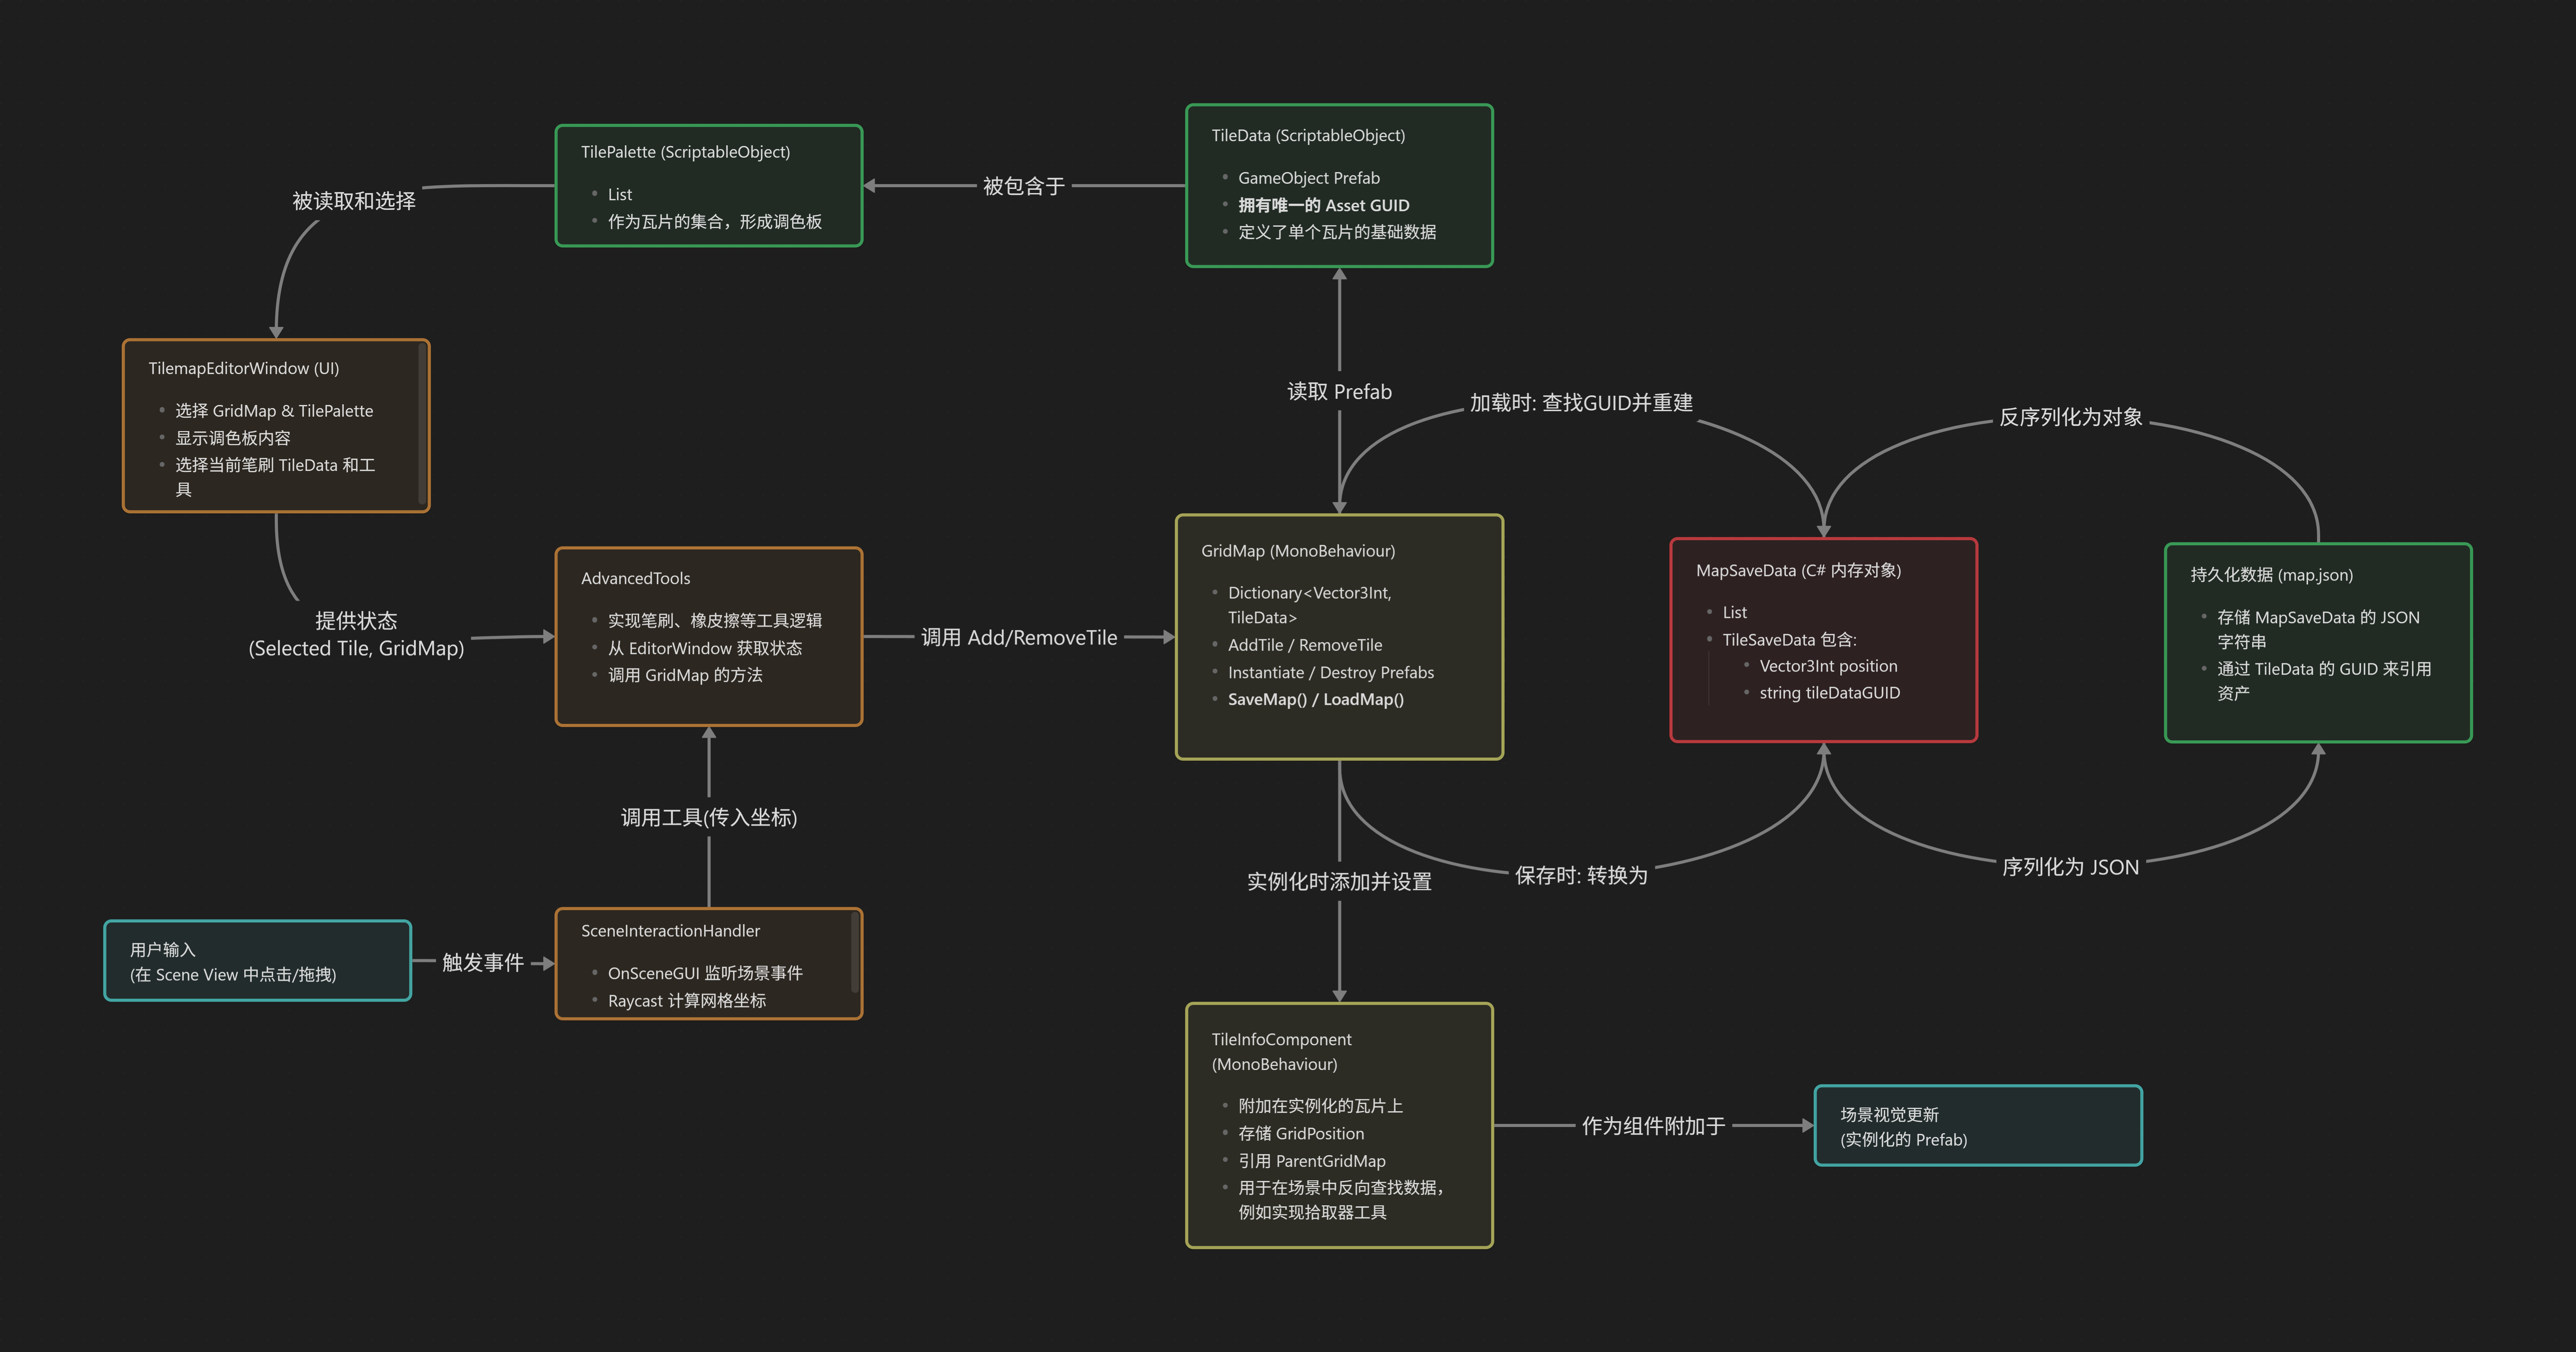 TileData (ScriptableObject)
GameObject Prefab
拥有唯一的 Asset GUID
定义了单个瓦片的基础数据
TilePalette (ScriptableObject)
List
作为瓦片的集合，形成调色板
被包含于
被读取和选择
TilemapEditorWindow (UI)
选择 GridMap & TilePalette
显示调色板内容
选择当前笔刷 TileData 和工
具
读取 Prefab
加载时: 查找GUID并重建
反序列化为对象
提供状态
(Selected Tile, GridMap)
AdvancedTools
实现笔刷、橡皮擦等工具逻辑
从 EditorWindow 获取状态
调用 GridMap 的方法
调用 Add/RemoveTile
GridMap (MonoBehaviour)
Dictionary<Vector3Int,
TileData>
AddTile / RemoveTile
Instantiate / Destroy Prefabs
SaveMap() / LoadMap()
MapSaveData (C# 内存对象)
List
TileSaveData 包含:
Vector3Int position
string tileDataGUID
持久化数据 (map.json)
存储 MapSaveData 的 JSON
字符串
通过 TileData 的 GUID 来引用
资产
调用工具(传入坐标)
实例化时添加并设置
保存时: 转换为
序列化为 JSON
用户输入
(在 Scene View 中点击/拖拽)
触发事件
SceneInteractionHandler
OnSceneGUI 监听场景事件
Raycast 计算网格坐标
TileInfoComponent
(MonoBehaviour)
附加在实例化的瓦片上
存储 GridPosition
引用 ParentGridMap
用于在场景中反向查找数据，
例如实现拾取器工具
作为组件附加于
场景视觉更新
(实例化的 Prefab)